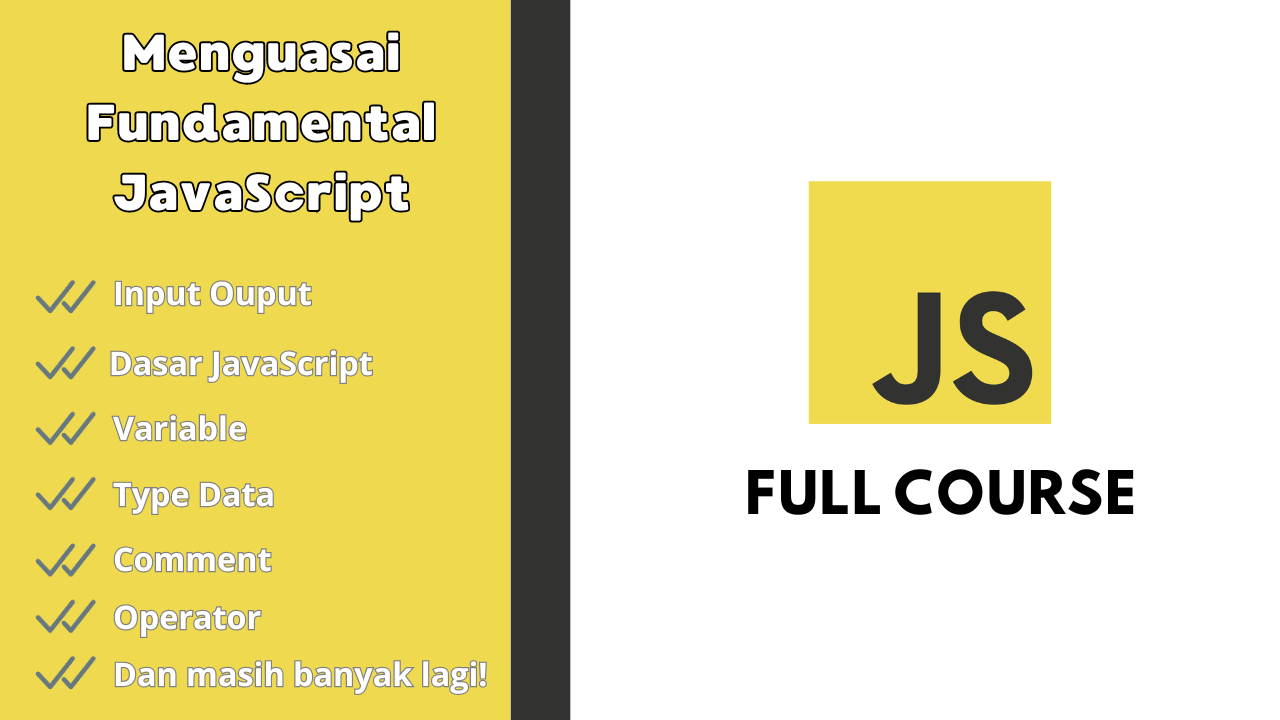 Menguasai
Fundamental
JavaScript
Input Ouput
Dasar JavaScript
Variable
Type Data
Comment
Operator
Dan masih banyak lagi!
JS
FULL COURSE